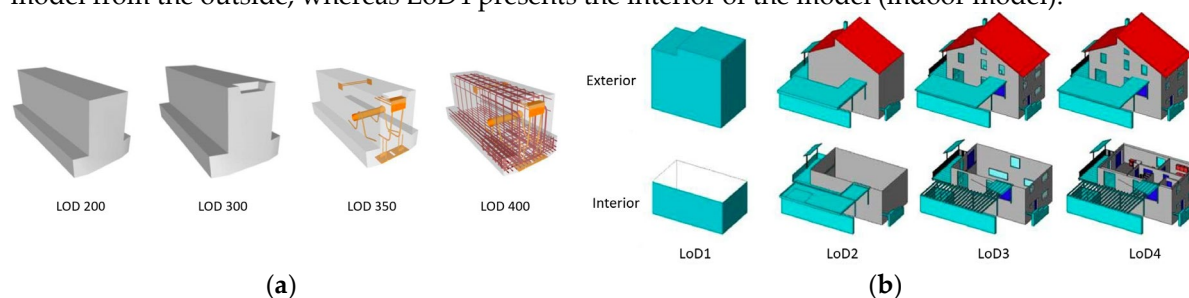 model from the outside, whereas LoD4 presents the interior of the model (indoor model).
Exterior
Interior
LOD 200 LOD 300 LOD 350 LOD 400
LoD1 LoD2 LoD3 LoD4
(a) (b)